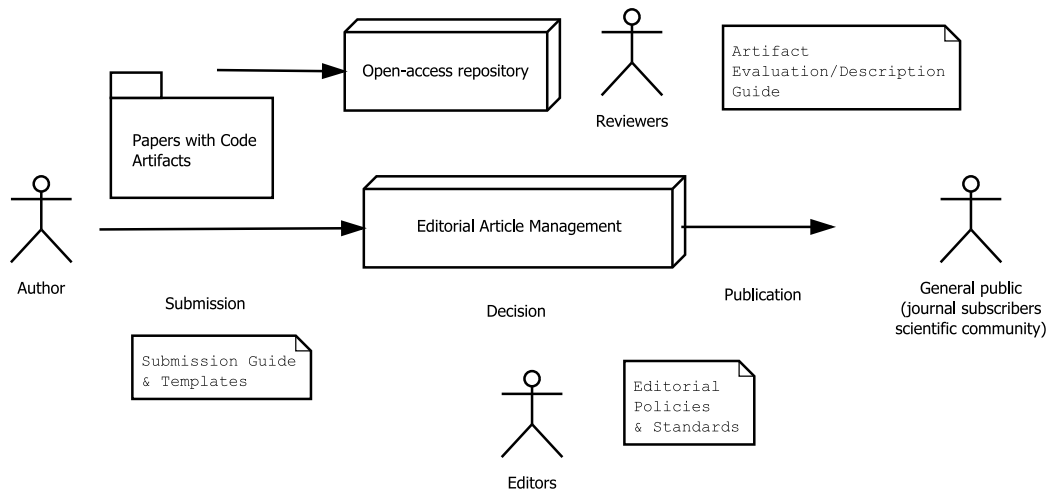 Open-access repository
Artifact
Evaluation/Description
Guide
Reviewers
Papers with Code
Artifacts
Editorial Article Management
Author
Submission
Decision
Publication
General public
(journal subscribers
scientific community)
Submission Guide
& Templates
Editorial
Policies
& Standards
Editors